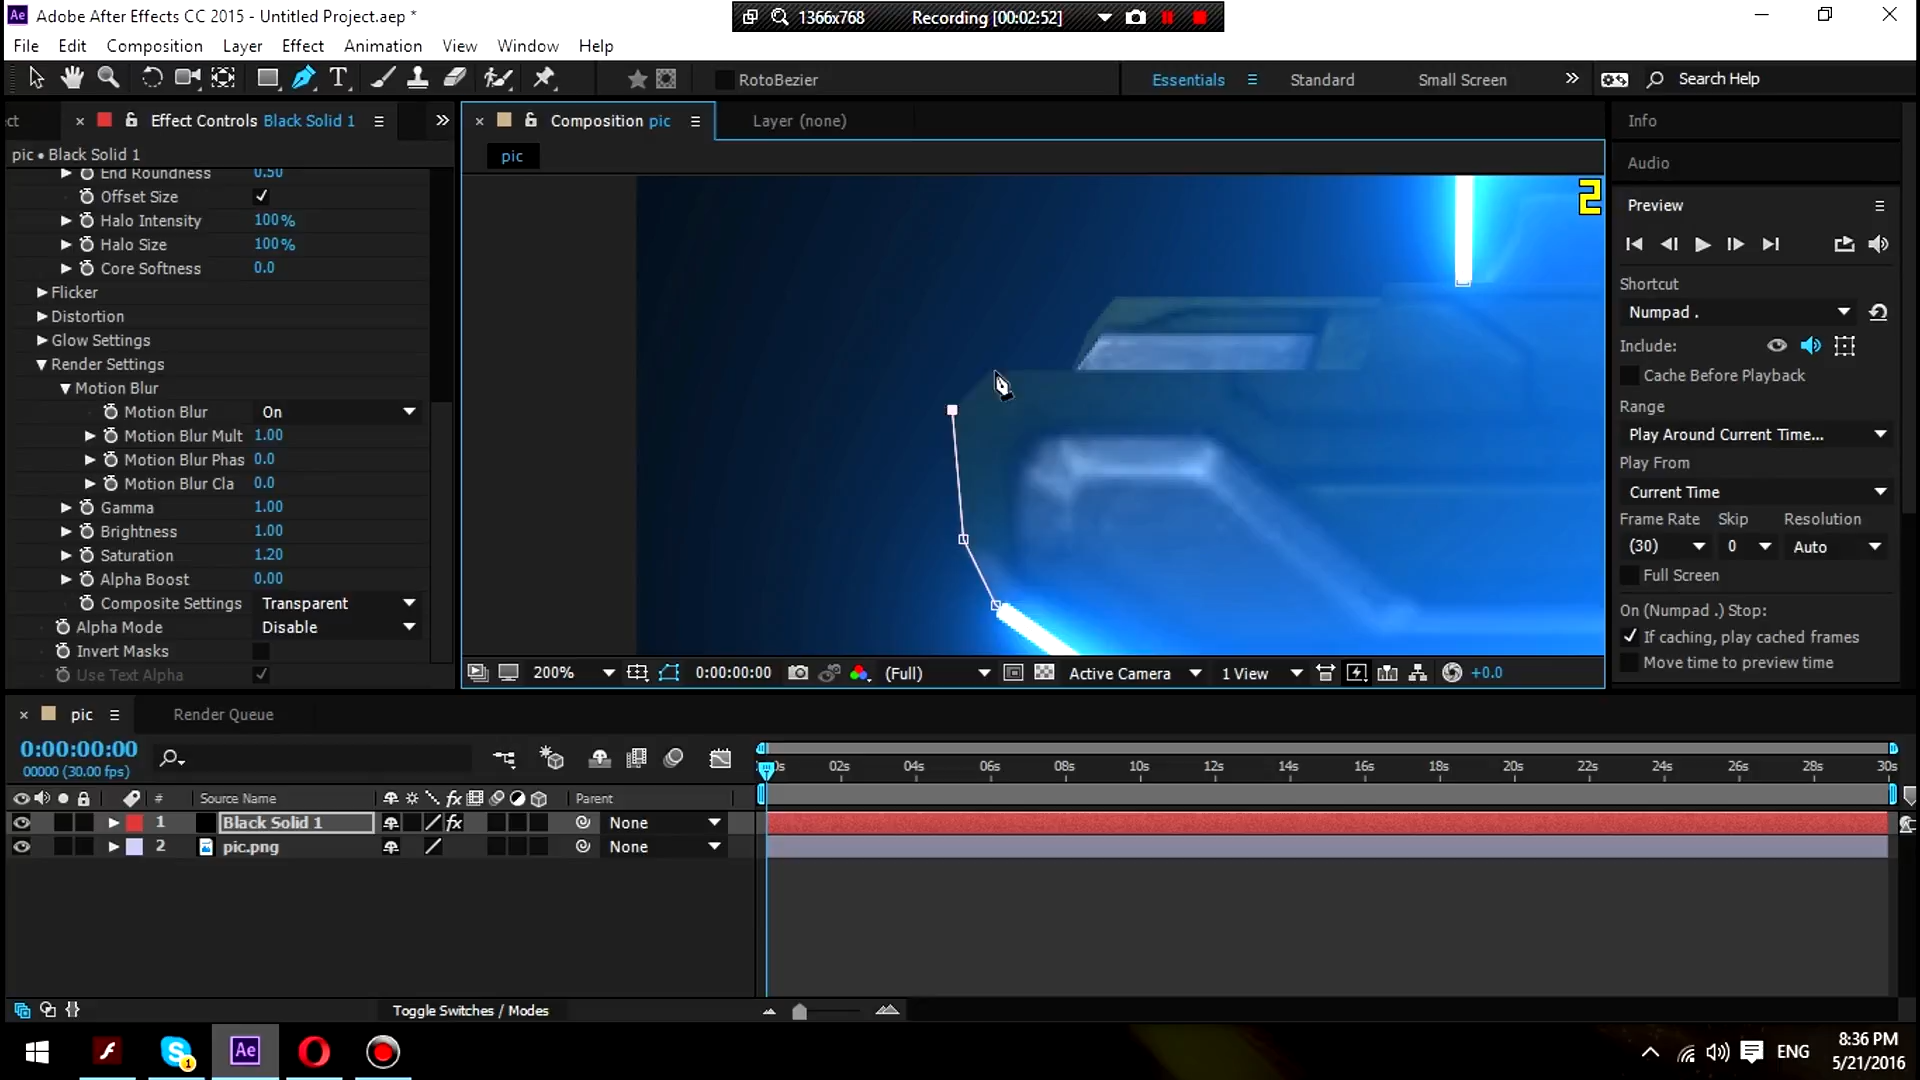 Adobe After Effects CC 2015 - Untitled Project.aep *
1366x768 Recording [00:02:52]
File Edit Composition Layer Effect Animation View Window Help
RotoBezier Essentials Standard Small Screen Search Help
Effect Controls Black Solid 1
Composition pic
Layer (none)
Info
pic • Black Solid 1
pic
Audio
End Roundness 0.50
Offset Size
Halo Intensity 100%
Halo Size 100%
Core Softness 0.0
Flicker
Distortion
Glow Settings
Render Settings
Motion Blur
Motion Blur On
Motion Blur Mult 1.00
Motion Blur Phas 0.0
Motion Blur Cla 0.0
Gamma 1.00
Brightness 1.00
Saturation 1.20
Alpha Boost 0.00
Composite Settings Transparent
Alpha Mode Disable
Invert Masks
Use Text Alpha
2
Preview
Shortcut
Numpad .
Include:
Cache Before Playback
Range
Play Around Current Time...
Play From
Current Time
Frame Rate Skip Resolution
(30) 0 Auto
Full Screen
On (Numpad .) Stop:
If caching, play cached frames
Move time to preview time
200% 0:00:00:00 (Full) Active Camera 1 View +0.0
pic
Render Queue
0:00:00:00
00000 (30.00 fps)
02s 04s 06s 08s 10s 12s 14s 16s 18s 20s 22s 24s 26s 28s 30s
# Source Name fx Parent
1 Black Solid 1 fx None
2 pic.png None
Toggle Switches / Modes
Ae
1
ENG
8:36 PM
5/21/2016